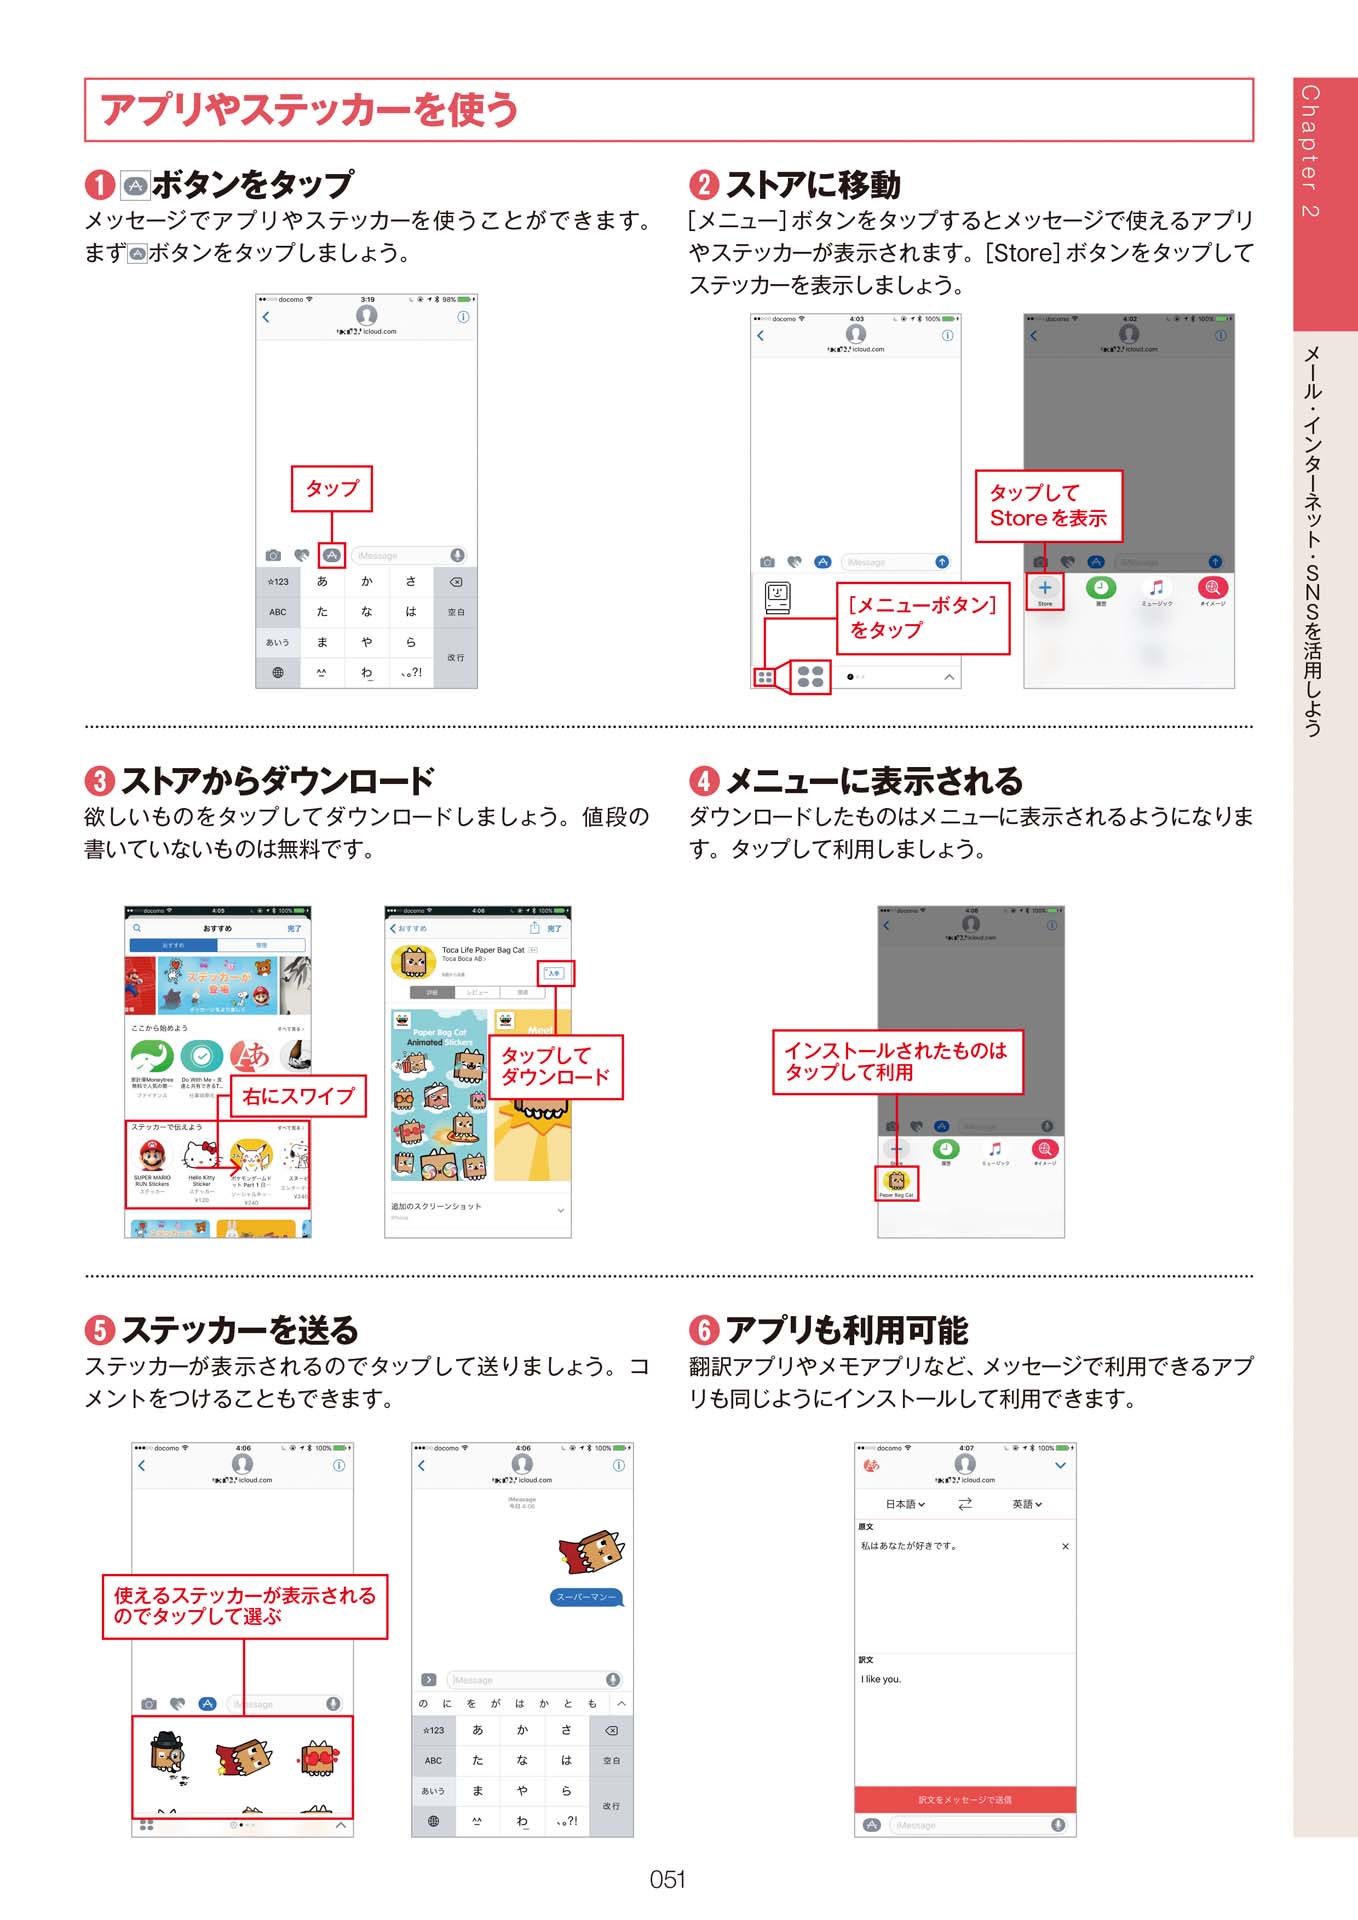 アプリやステッカーを使う
Chapter 2
メール・インターネット・SNSを活用しよう
1 ボタンをタップ
メッセージでアプリやステッカーを使うことができます。
まずボタンをタップしましょう。
docomo 3:19 98%
icloud.com
タップ
iMessage
☆123 あ か さ
ABC た な は 空白
あいう ま や ら
^^ わ 、。?! 改行
2 ストアに移動
[メニュー]ボタンをタップするとメッセージで使えるアプリ
やステッカーが表示されます。[Store]ボタンをタップして
ステッカーを表示しましょう。
docomo 4:03 100%
icloud.com
iMessage
[メニューボタン]
をタップ
docomo 4:02 100%
icloud.com
タップして
Storeを表示
iMessage
Store 履歴 ミュージック #イメージ
3 ストアからダウンロード
欲しいものをタップしてダウンロードしましょう。値段の
書いていないものは無料です。
docomo 4:05 100%
おすすめ 完了
おすすめ 管理
ステッカーが
登場
ここから始めよう すべて見る
ファイナンス
右にスワイプ
ステッカーで伝えよう すべて見る
SUPER MARIO
RUN Stickers
ステッカー
Hello Kitty
Sticker
ステッカー
¥120
ポケモンゲームド
ット Part 1 日…
¥240
docomo 4:06 100%
おすすめ 完了
Toca Life Paper Bag Cat
Toca Boca AB
入手
詳細 レビュー 関連
Paper Bag Cat
Animated Stickers
Meet
タップして
ダウンロード
追加のスクリーンショット
iPhone
4 メニューに表示される
ダウンロードしたものはメニューに表示されるようになりま
す。タップして利用しましょう。
docomo 4:06 100%
icloud.com
インストールされたものは
タップして利用
iMessage
Store 履歴 ミュージック #イメージ
Paper Bag Cat
5 ステッカーを送る
ステッカーが表示されるのでタップして送りましょう。コ
メントをつけることもできます。
docomo 4:06 100%
icloud.com
使えるステッカーが表示される
のでタップして選ぶ
iMessage
docomo 4:06 100%
icloud.com
iMessage
今日 4:06
スーパーマンー
iMessage
の に を が は か と も
☆123 あ か さ
ABC た な は 空白
あいう ま や ら
^^ わ 、。?! 改行
6 アプリも利用可能
翻訳アプリやメモアプリなど、メッセージで利用できるアプ
リも同じようにインストールして利用できます。
docomo 4:07 100%
icloud.com
日本語 英語
原文
私はあなたが好きです。
訳文
I like you.
訳文をメッセージで送信
iMessage
051